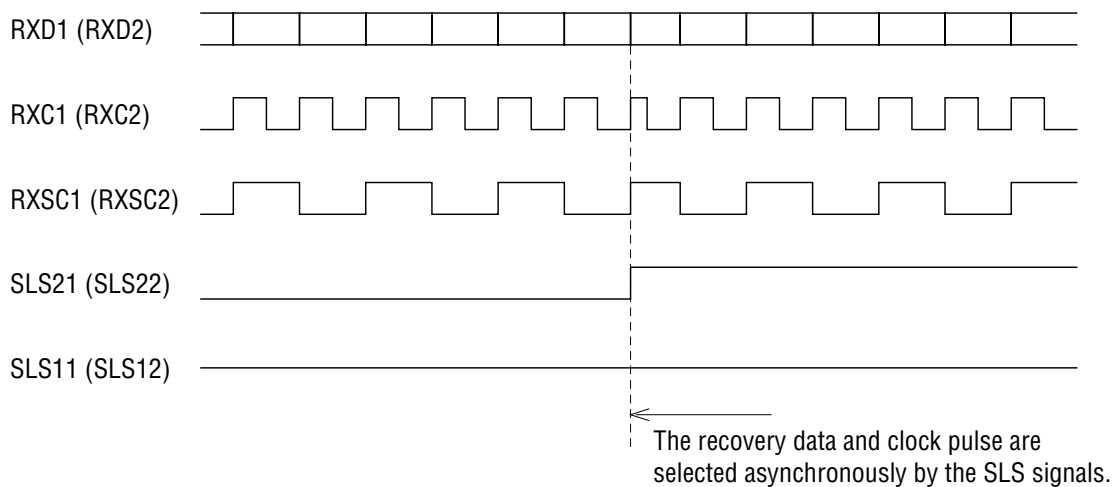 RXD1 (RXD2)
RXC1 (RXC2)
RXSC1 (RXSC2)
SLS21 (SLS22)
SLS11 (SLS12)
The recovery data and clock pulse are
selected asynchronously by the SLS signals.